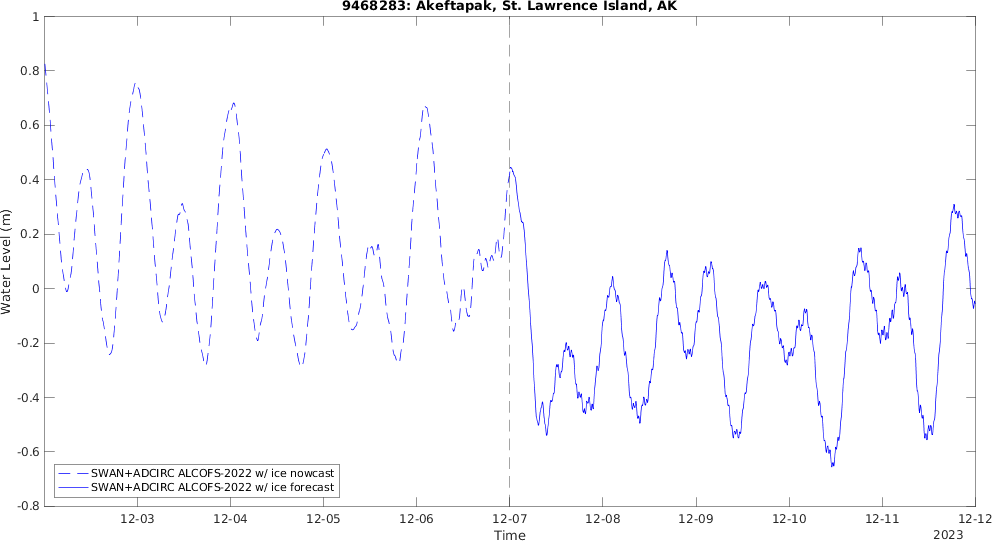 9468283: Akeftapak, St. Lawrence Island, AK
1
0.8
0.6
0.4
0.2
0
-0.2
-0.4
-0.6
-0.8
Water Level (m)
SWAN+ADCIRC ALCOFS-2022 w/ ice nowcast
SWAN+ADCIRC ALCOFS-2022 w/ ice forecast
12-03 12-04 12-05 12-06 12-07 12-08 12-09 12-10 12-11 12-12
Time
2023